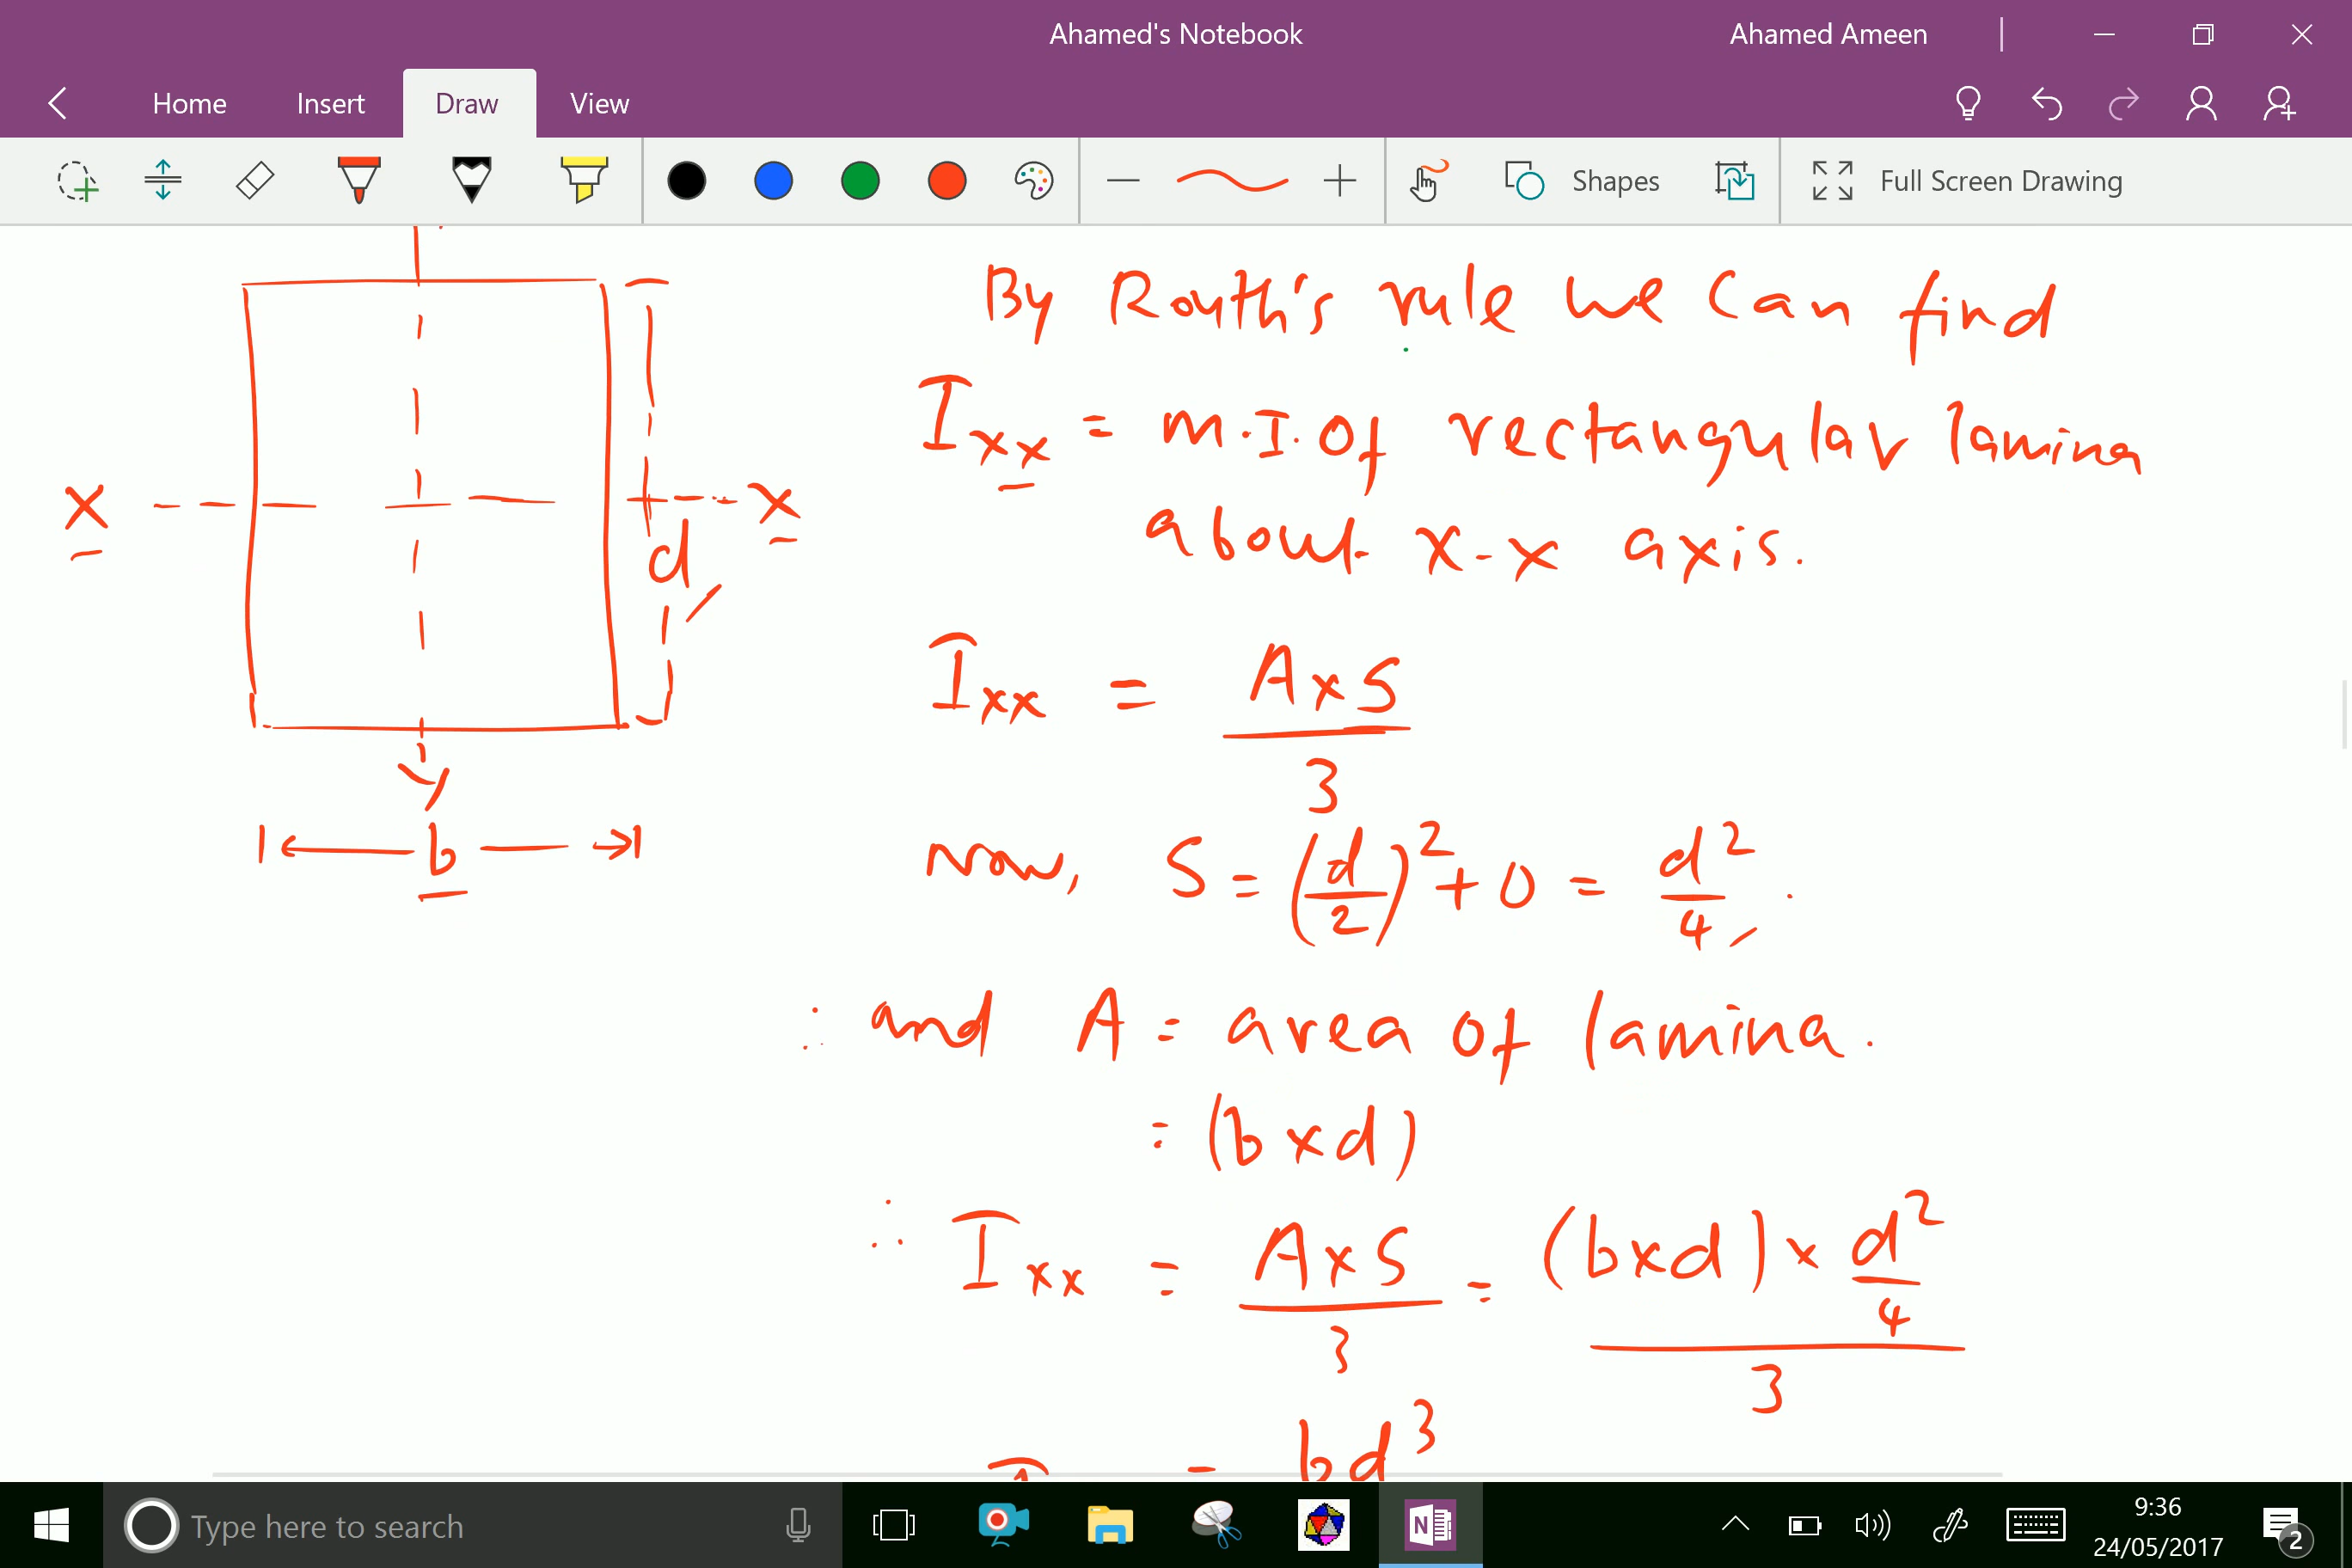 Ahamed's Notebook
Ahamed Ameen
Home Insert Draw View
Shapes
Full Screen Drawing
By Routh's rule we can find
Ixx = M.I. of rectangular lamina
about x-x axis.
Ixx = A×S
3
Now, S = (d/2)² + 0 = d²/4
∴ and A = area of lamina.
= (b×d)
∴ Ixx = A×S/3 = (b×d) × d²/4
3
= bd³
x
x
d
y
b
Type here to search
9:36
24/05/2017
2